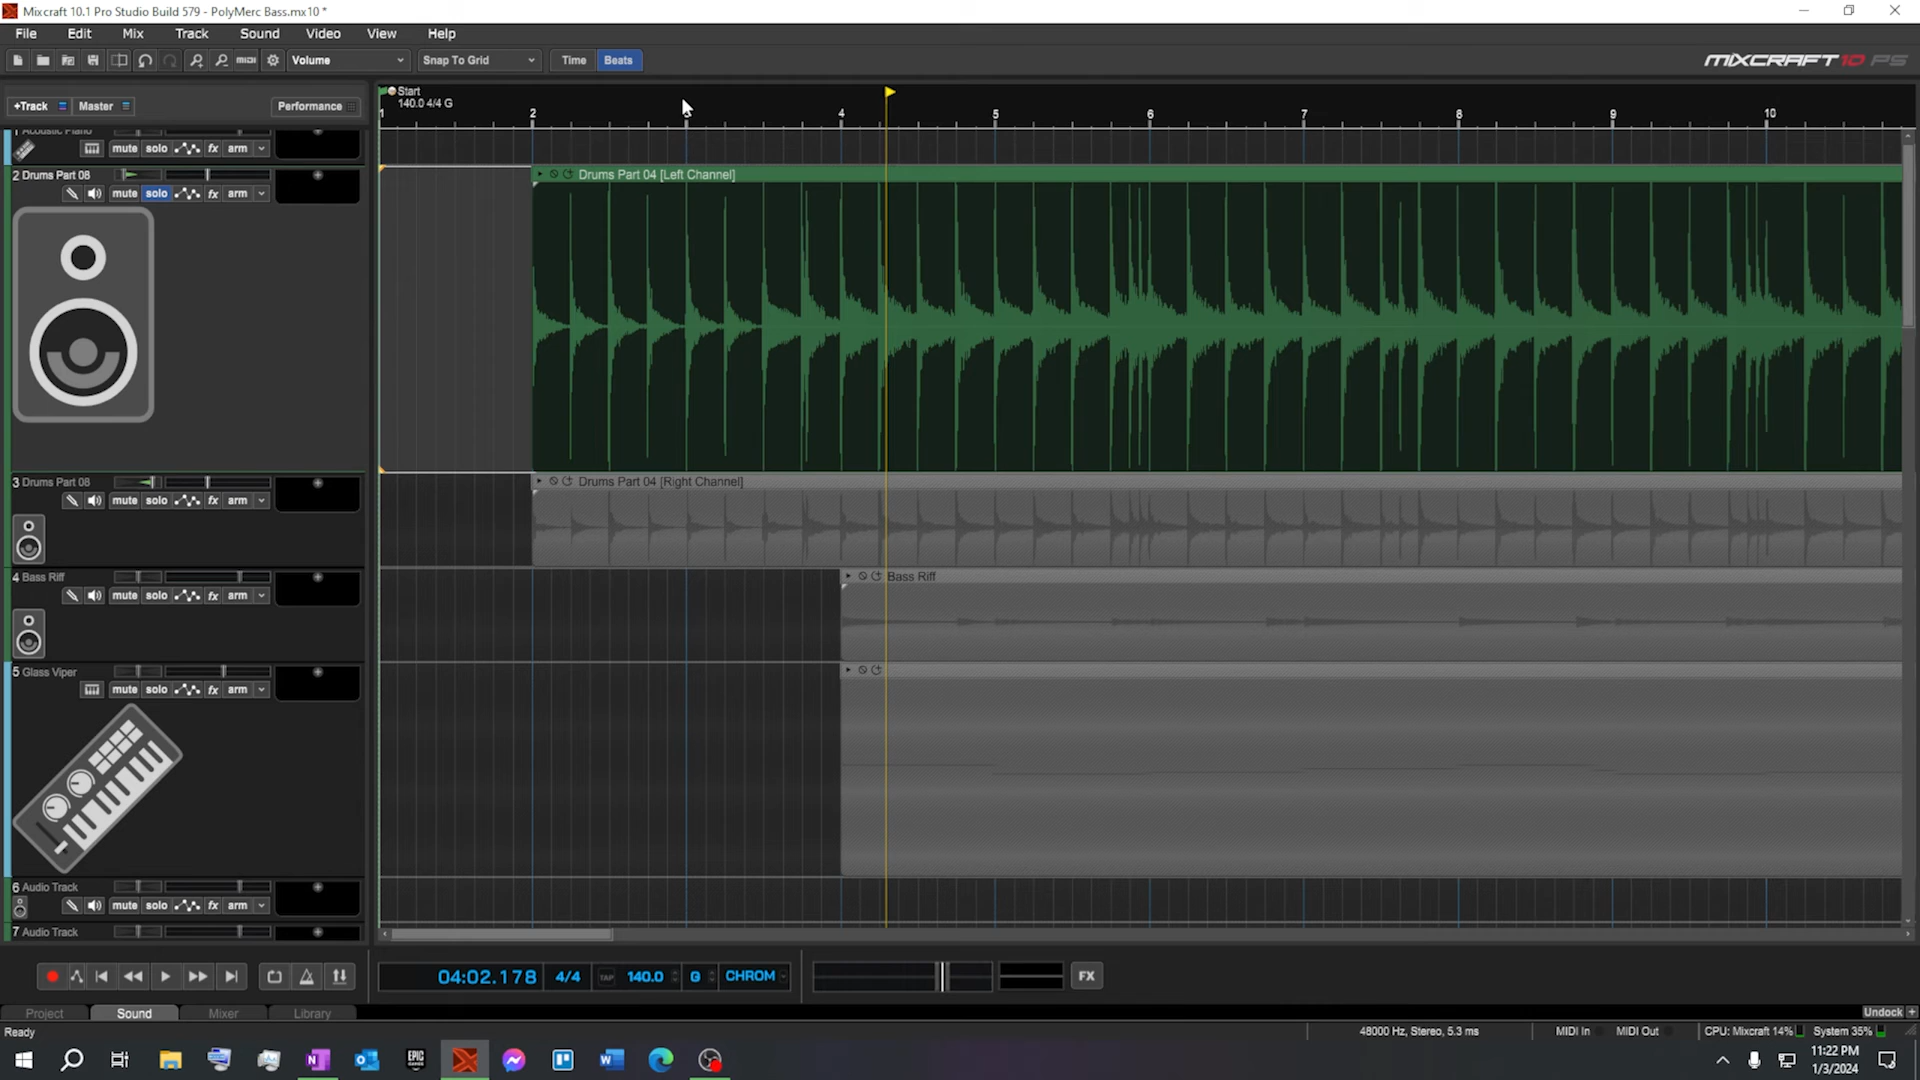 Mixcraft 10.1 Pro Studio Build 579 - PolyMerc Bass.mx10 *
File Edit Mix Track Sound Video View Help
MIDI Volume Snap To Grid Time Beats MIXCRAFT 10 PS
+Track Master Performance
Start
140.0 4/4 G
1 2 3 4 5 6 7 8 9 10
1 Acoustic Piano
mute solo fx arm
2 Drums Part 08
Drums Part 04 [Left Channel]
mute solo fx arm
3 Drums Part 08
Drums Part 04 [Right Channel]
mute solo fx arm
4 Bass Riff
Bass Riff
mute solo fx arm
5 Glass Viper
mute solo fx arm
6 Audio Track
mute solo fx arm
7 Audio Track
04:02.178 4/4 TAP 140.0 G CHROM FX
Project Sound Mixer Library Undock +
Ready 48000 Hz, Stereo, 5.3 ms MIDI In MIDI Out CPU: Mixcraft 14% System 35%
EPIC GAMES
11:22 PM
1/3/2024